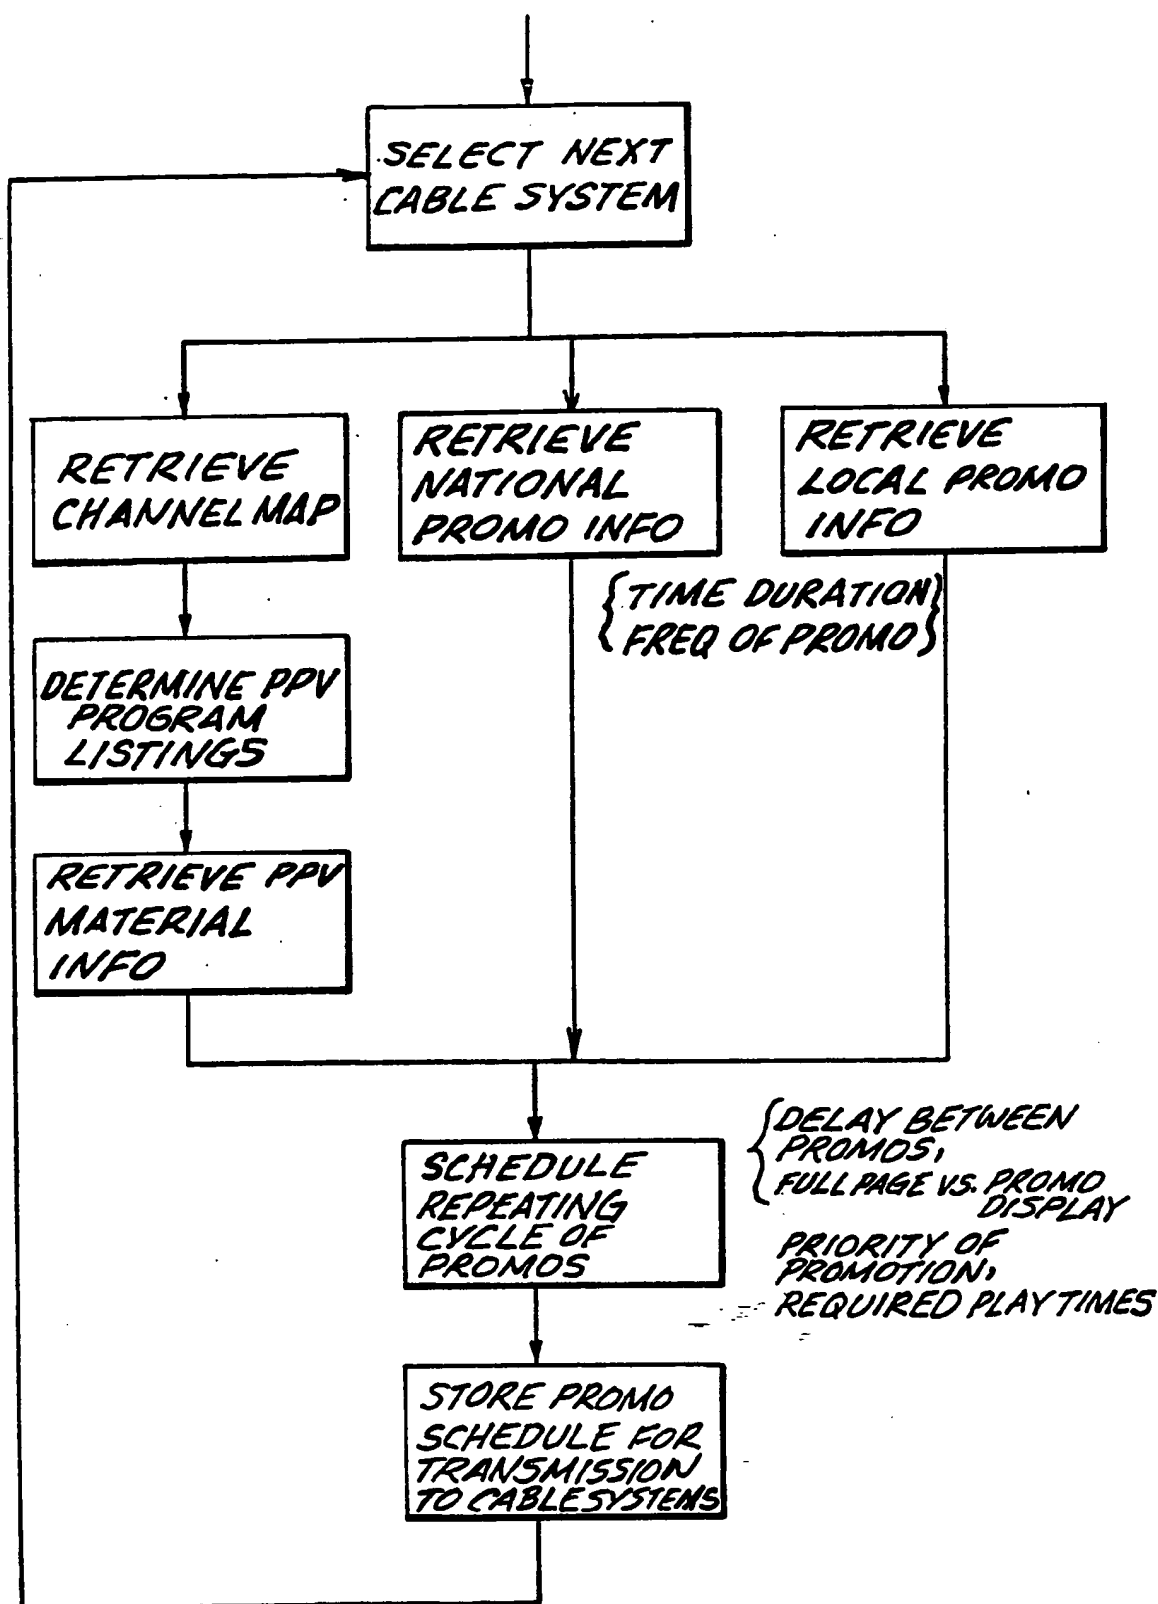 SELECT NEXT
CABLE SYSTEM
RETRIEVE
CHANNEL MAP
RETRIEVE
NATIONAL
PROMO INFO
RETRIEVE
LOCAL PROMO
INFO
{TIME DURATION}
{FREQ OF PROMO}
DETERMINE PPV
PROGRAM
LISTINGS
RETRIEVE PPV
MATERIAL
INFO
SCHEDULE
REPEATING
CYCLE OF
PROMOS
{DELAY BETWEEN
PROMOS,
FULL PAGE VS. PROMO
DISPLAY
PRIORITY OF
PROMOTION,
REQUIRED PLAY TIMES
STORE PROMO
SCHEDULE FOR
TRANSMISSION
TO CABLE SYSTEMS